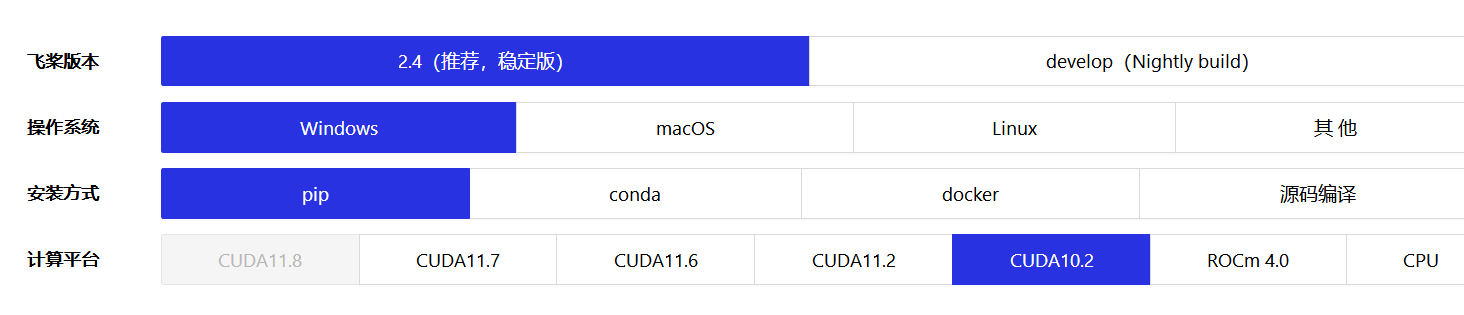 飞桨版本 2.4（推荐，稳定版） develop（Nightly build）
操作系统 Windows macOS Linux 其 他
安装方式 pip conda docker 源码编译
计算平台 CUDA11.8 CUDA11.7 CUDA11.6 CUDA11.2 CUDA10.2 ROCm 4.0 CPU